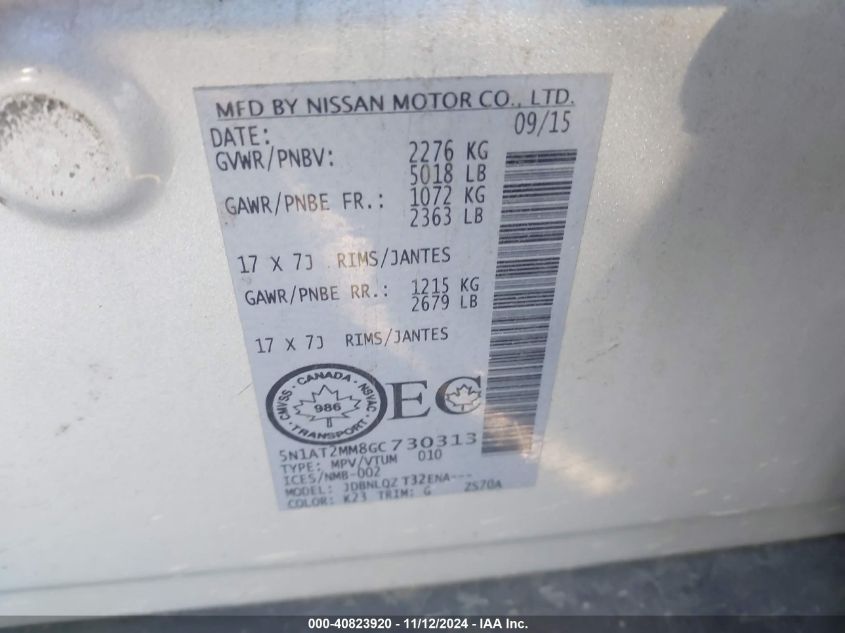 MFD BY NISSAN MOTOR CO., LTD.
DATE: 09/15
GVWR/PNBV: 2276 KG
5018 LB
GAWR/PNBE FR.: 1072 KG
2363 LB
17 X 7J RIMS/JANTES
GAWR/PNBE RR.: 1215 KG
2679 LB
17 X 7J RIMS/JANTES
CANADA · NSVAC · TRANSPORT · CMVSS
986
EC
5N1AT2MM8GC730313
TYPE: MPV/VTUM 010
ICES/NMB-002
MODEL: JDBNLQZ T32ENA---
COLOR: K23 TRIM: G ZS70A
000-40823920 - 11/12/2024 - IAA Inc.